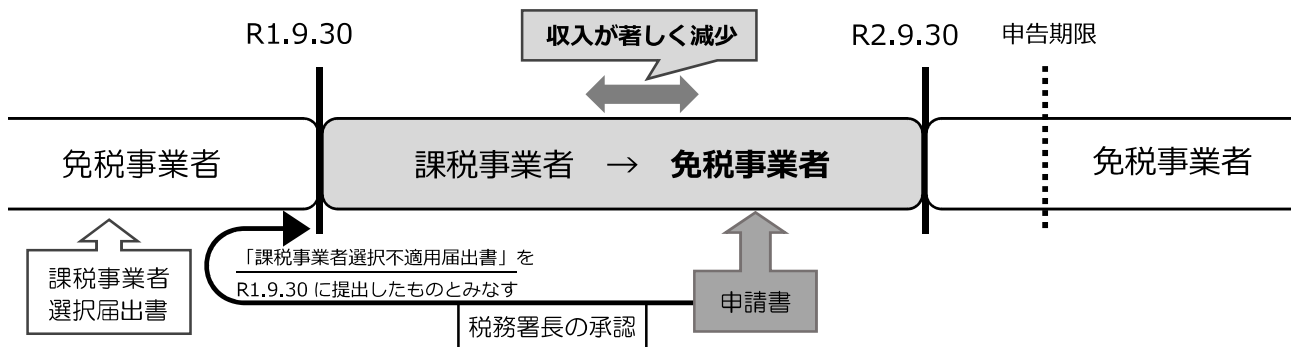 R1.9.30
収入が著しく減少
R2.9.30
申告期限
免税事業者
課税事業者 → 免税事業者
免税事業者
課税事業者
選択届出書
「課税事業者選択不適用届出書」を
R1.9.30 に提出したものとみなす
税務署長の承認
申請書